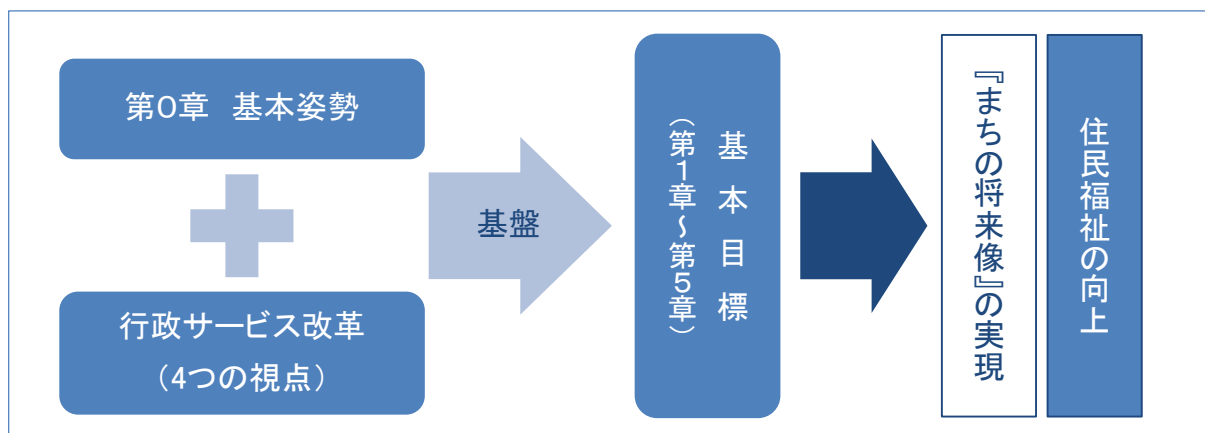 第0章 基本姿勢
行政サービス改革
（4つの視点）
基盤
基本目標
（第1章～第5章）
『まちの将来像』の実現
住民福祉の向上